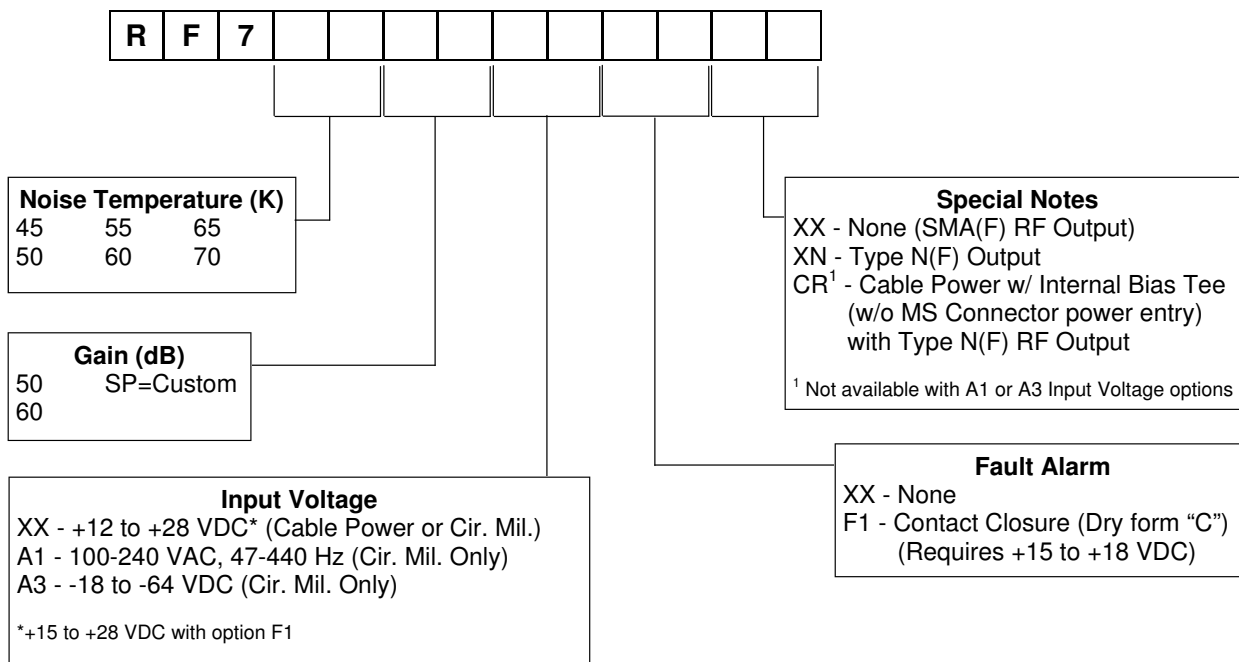 R F 7
Noise Temperature (K)
45 55 65
50 60 70
Gain (dB)
50 SP=Custom
60
Input Voltage
XX - +12 to +28 VDC* (Cable Power or Cir. Mil.)
A1 - 100-240 VAC, 47-440 Hz (Cir. Mil. Only)
A3 - -18 to -64 VDC (Cir. Mil. Only)
*+15 to +28 VDC with option F1
Special Notes
XX - None (SMA(F) RF Output)
XN - Type N(F) Output
CR¹ - Cable Power w/ Internal Bias Tee
(w/o MS Connector power entry)
with Type N(F) RF Output
¹ Not available with A1 or A3 Input Voltage options
Fault Alarm
XX - None
F1 - Contact Closure (Dry form “C”)
(Requires +15 to +18 VDC)